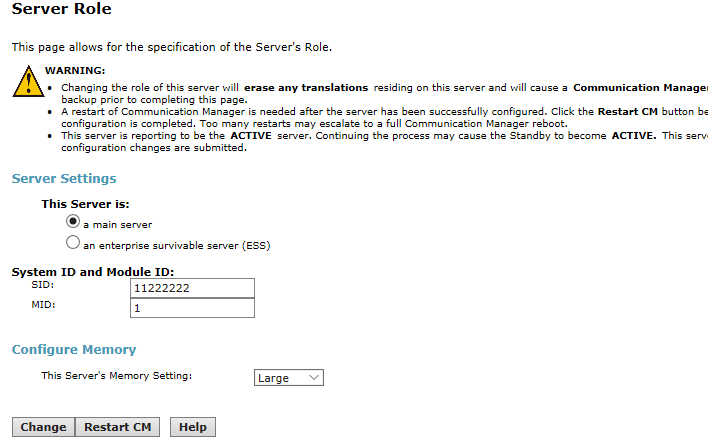 Server Role
This page allows for the specification of the Server's Role.
WARNING:
Changing the role of this server will erase any translations residing on this server and will cause a Communication Manager
backup prior to completing this page.
A restart of Communication Manager is needed after the server has been successfully configured. Click the Restart CM button be
configuration is completed. Too many restarts may escalate to a full Communication Manager reboot.
This server is reporting to be the ACTIVE server. Continuing the process may cause the Standby to become ACTIVE. This serv
configuration changes are submitted.
Server Settings
This Server is:
a main server
an enterprise survivable server (ESS)
System ID and Module ID:
SID: 11222222
MID: 1
Configure Memory
This Server's Memory Setting: Large
Change Restart CM Help